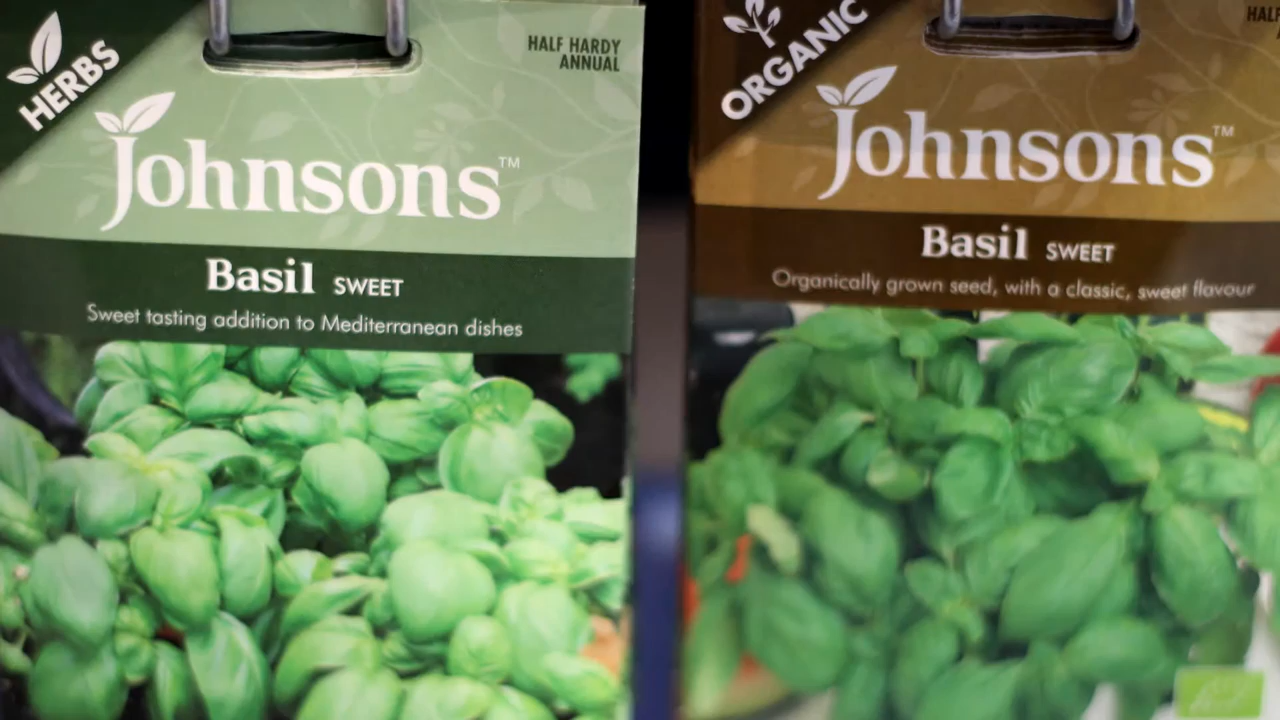 HERBS
HALF HARDY
ANNUAL
Johnsons™
Basil SWEET
Sweet tasting addition to Mediterranean dishes
ORGANIC
HALF
Johnsons™
Basil SWEET
Organically grown seed, with a classic, sweet flavour